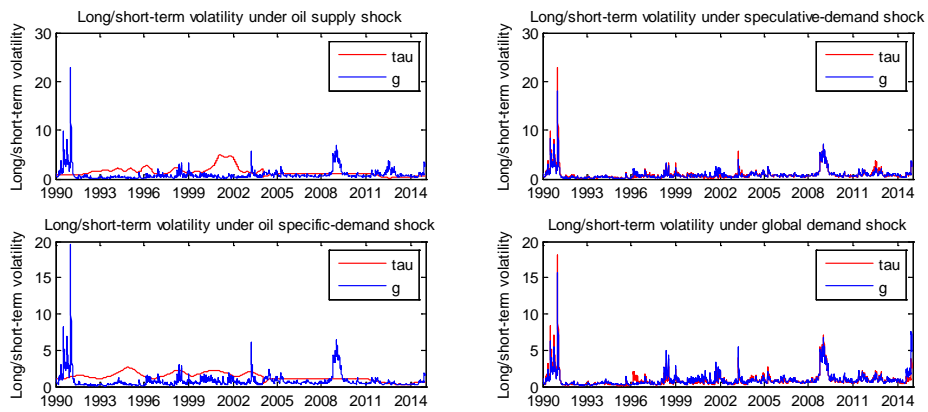 Long/short-term volatility under oil supply shock
Long/short-term volatility
30
20
10
0
tau
g
1990 1993 1996 1999 2002 2005 2008 2011 2014
Long/short-term volatility under speculative-demand shock
Long/short-term volatility
30
20
10
0
tau
g
1990 1993 1996 1999 2002 2005 2008 2011 2014
Long/short-term volatility under oil specific-demand shock
Long/short-term volatility
20
15
10
5
0
tau
g
1990 1993 1996 1999 2002 2005 2008 2011 2014
Long/short-term volatility under global demand shock
Long/short-term volatility
20
15
10
5
0
tau
g
1990 1993 1996 1999 2002 2005 2008 2011 2014